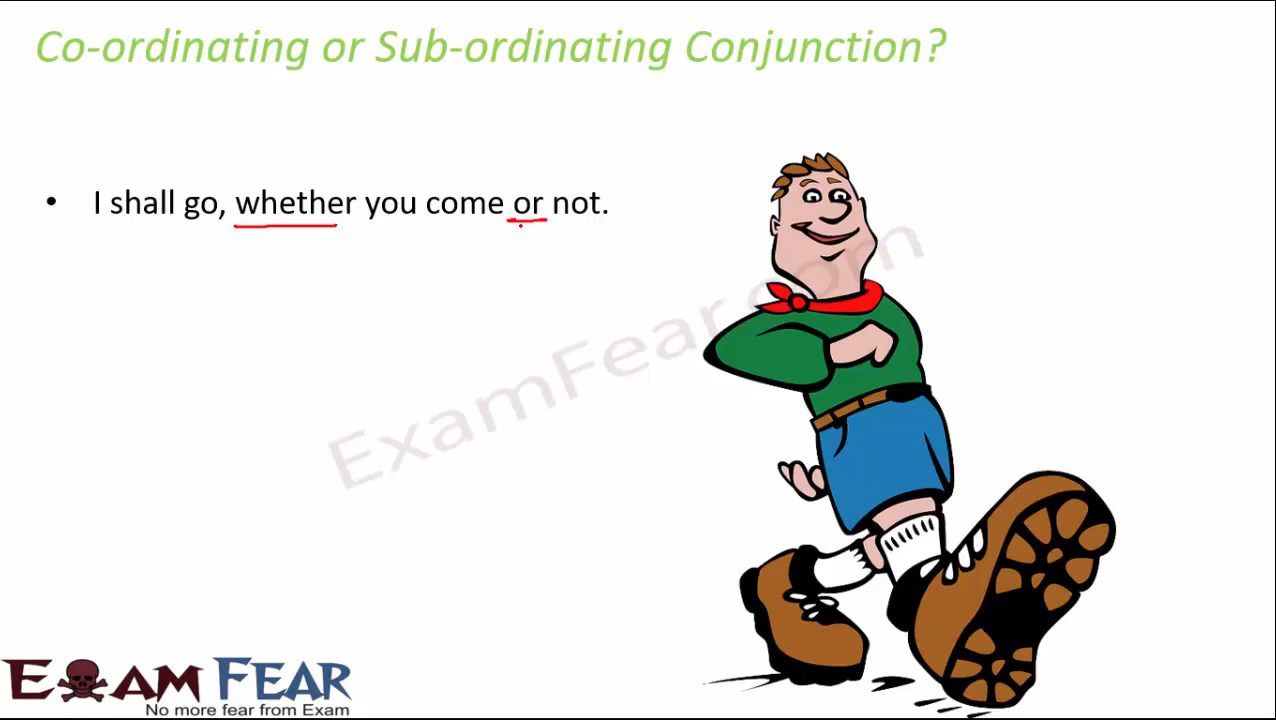 Co-ordinating or Sub-ordinating Conjunction?
• I shall go, whether you come or not.
ExamFear.com
EXAM FEAR
No more fear from Exam